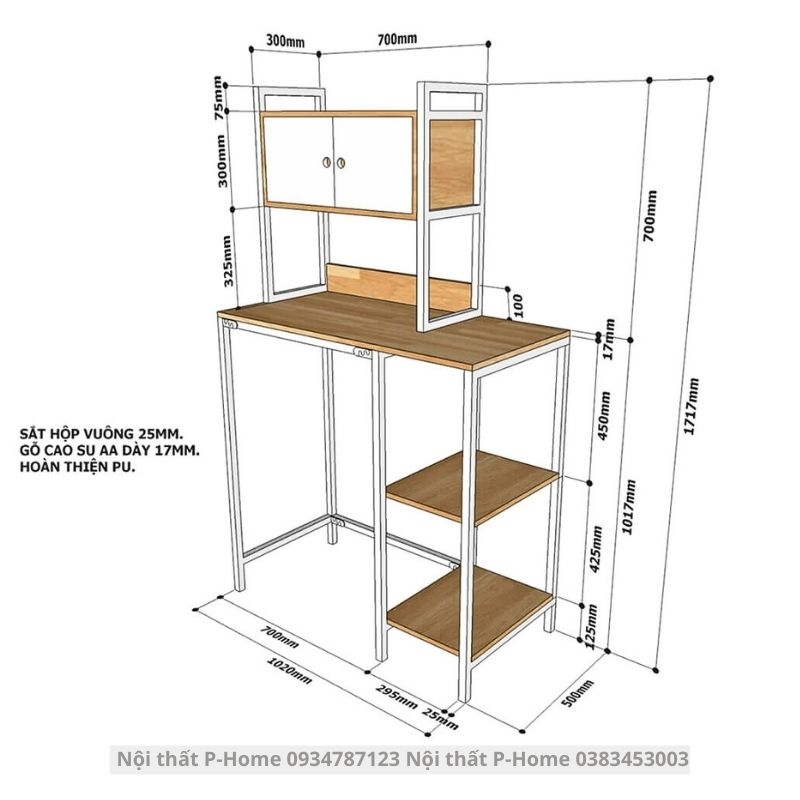 300mm
700mm
75mm
300mm
325mm
700mm
100
17mm
450mm
1717mm
1017mm
425mm
125mm
SẮT HỘP VUÔNG 25MM.
GỖ CAO SU AA DÀY 17MM.
HOÀN THIỆN PU.
700mm
1020mm
295mm
25mm
500mm
Nội thất P-Home 0934787123 Nội thất P-Home 0383453003